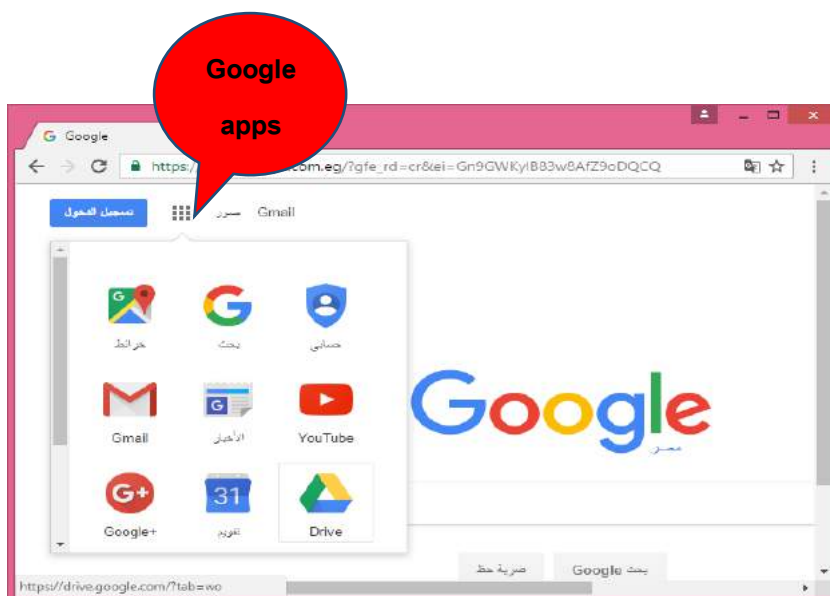 Google
apps
Google
https://
.com.eg/?gfe_rd=cr&ei=Gn9GWKyIB83w8AfZ9oDQCQ
تسجيل الدخول
صور
Gmail
حسابي
بحث
خرائط
YouTube
الأخبار
Gmail
Drive
تقويم
Google+
Google
مصر
بحث Google
ضربة حظ
https://drive.google.com/?tab=wo